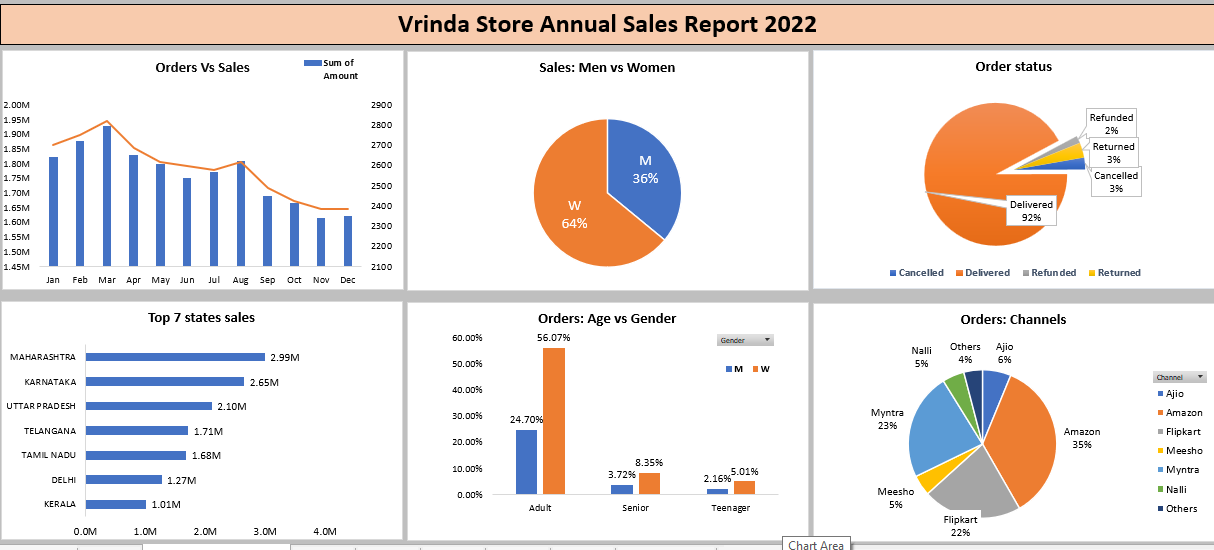 Vrinda Store Annual Sales Report 2022
Orders Vs Sales
Sum of
Amount
2.00M
1.95M
1.90M
1.85M
1.80M
1.75M
1.70M
1.65M
1.60M
1.55M
1.50M
1.45M
2900
2800
2700
2600
2500
2400
2300
2200
2100
Jan Feb Mar Apr May Jun Jul Aug Sep Oct Nov Dec
Sales: Men vs Women
M
36%
W
64%
Order status
Refunded
2%
Returned
3%
Cancelled
3%
Delivered
92%
Cancelled Delivered Refunded Returned
Top 7 states sales
MAHARASHTRA 2.99M
KARNATAKA 2.65M
UTTAR PRADESH 2.10M
TELANGANA 1.71M
TAMIL NADU 1.68M
DELHI 1.27M
KERALA 1.01M
0.0M 1.0M 2.0M 3.0M 4.0M
Orders: Age vs Gender
Gender
M W
60.00%
50.00%
40.00%
30.00%
20.00%
10.00%
0.00%
24.70% 56.07%
3.72% 8.35%
2.16% 5.01%
Adult Senior Teenager
Orders: Channels
Others
4%
Ajio
6%
Nalli
5%
Myntra
23%
Amazon
35%
Meesho
5%
Flipkart
22%
Channel
Ajio
Amazon
Flipkart
Meesho
Myntra
Nalli
Others
Chart Area